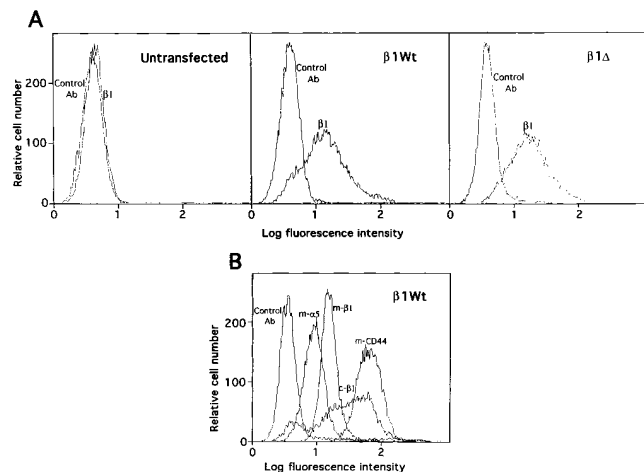 A
Untransfected
β1Wt
β1Δ
Relative cell number
200
100
0
Control
Ab
β1
Control
Ab
β1
Control
Ab
β1
0
1
2
0
1
2
0
1
2
Log fluorescence intensity
B
β1Wt
Relative cell number
200
100
0
Control
Ab
m-α5
m-β1
m-CD44
c-β1
0
1
2
Log fluorescence intensity